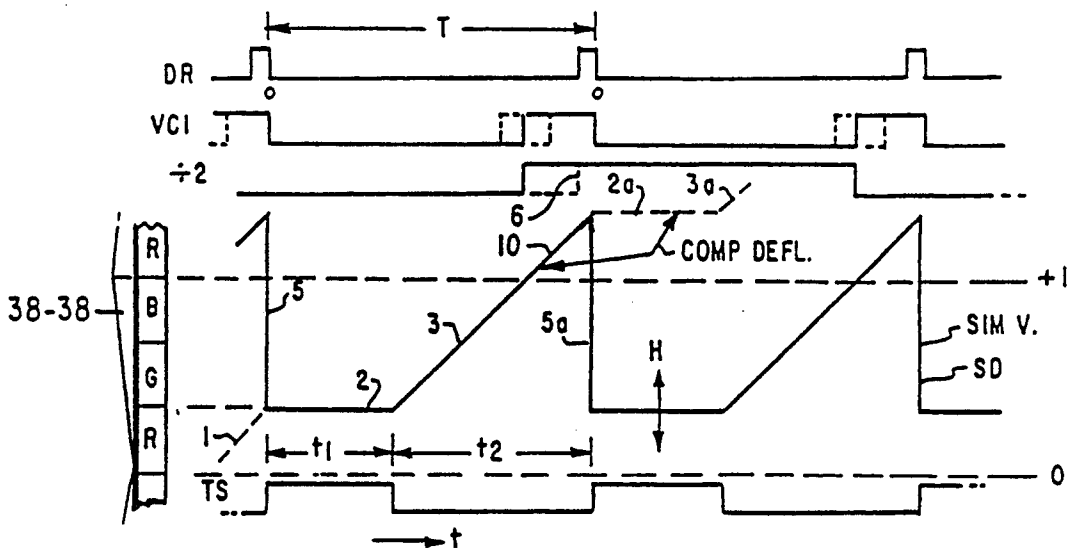 T
DR
o
o
VCI
÷2
6
2a
3a
10
COMP DEFL.
R
+1
38-38
B
5
3
5a
H
SIM V.
G
2
SD
R
1
t1
t2
0
TS
t